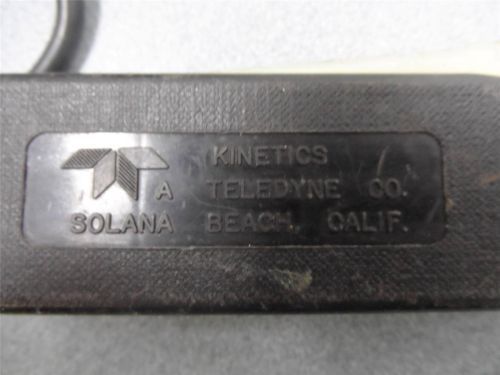 KINETICS
A TELEDYNE CO.
SOLANA BEACH, CALIF.